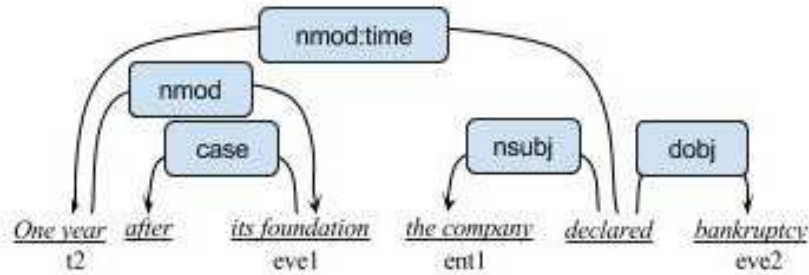 nmod:time
nmod
case
nsubj
dobj
One year after its foundation the company declared bankruptcy
t2 eve1 ent1 eve2